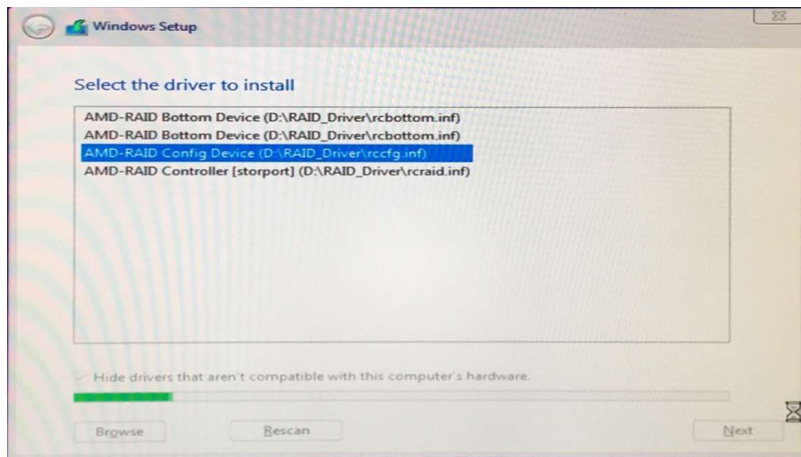 Windows Setup
Select the driver to install
AMD-RAID Bottom Device (D:\RAID_Driver\rcbottom.inf)
AMD-RAID Bottom Device (D:\RAID_Driver\rcbottom.inf)
AMD-RAID Config Device (D:\RAID_Driver\rccfg.inf)
AMD-RAID Controller [storport] (D:\RAID_Driver\rcraid.inf)
Hide drivers that aren't compatible with this computer's hardware.
Browse Rescan Next